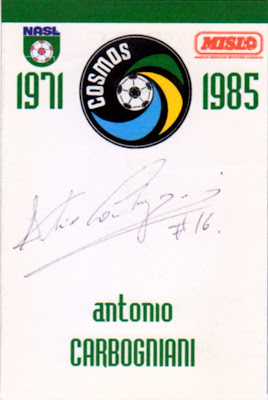 NASL
MISL
1971
COSMOS
1985
#16.
antonio
CARBOGNIANI